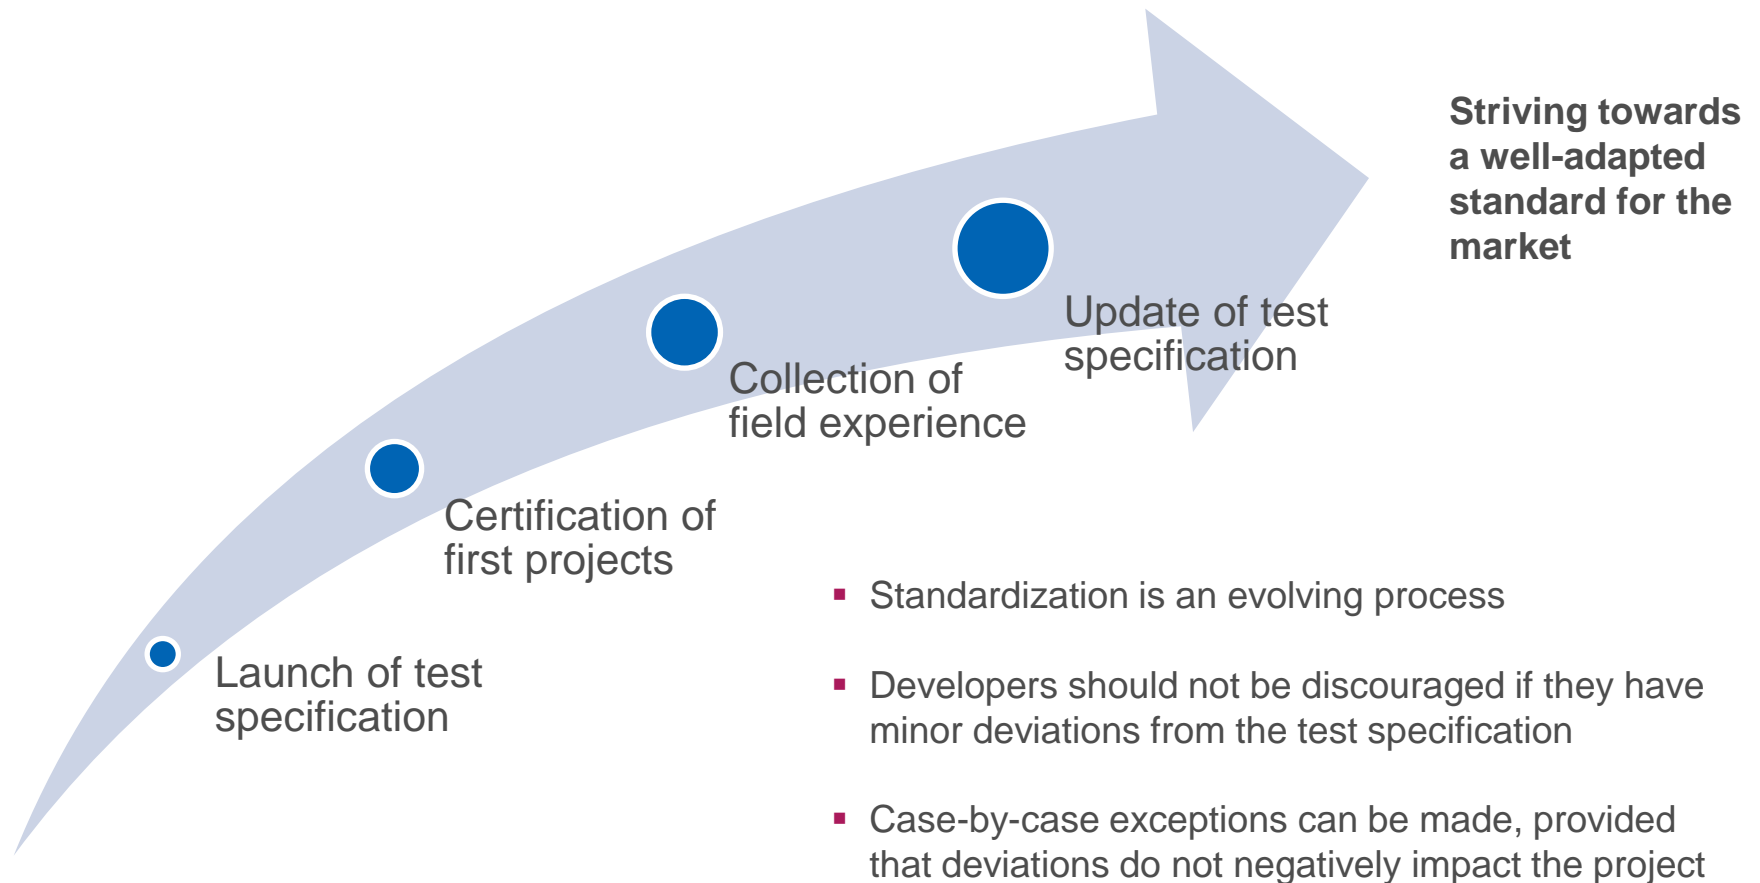 Striving towards
a well-adapted
standard for the
market
Update of test
specification
Collection of
field experience
Certification of
first projects
Launch of test
specification
▪ Standardization is an evolving process
▪ Developers should not be discouraged if they have
minor deviations from the test specification
▪ Case-by-case exceptions can be made, provided
that deviations do not negatively impact the project